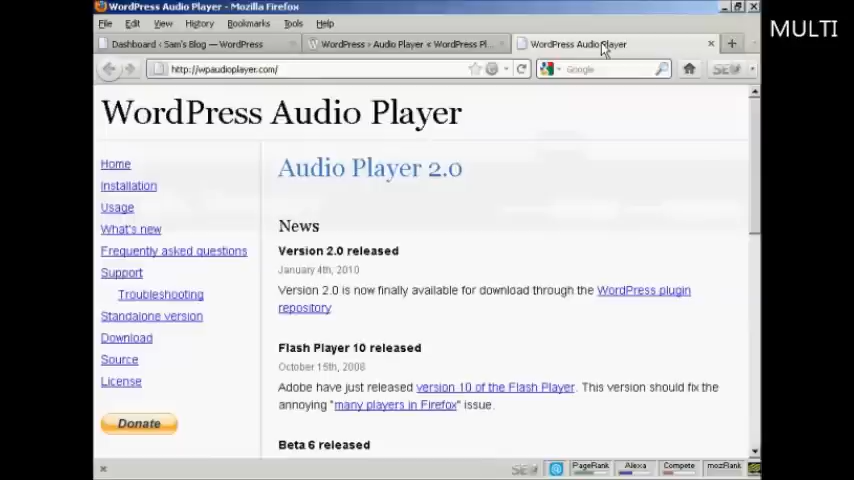 WordPress Audio Player - Mozilla Firefox
MULTI
File Edit View History Bookmarks Tools Help
Dashboard ‹ Sam's Blog — WordPress
WordPress › Audio Player « WordPress Pl...
WordPress Audio Player
http://wpaudioplayer.com/
Google
SE
WordPress Audio Player
Home
Installation
Usage
What's new
Frequently asked questions
Support
Troubleshooting
Standalone version
Download
Source
License
Donate
Audio Player 2.0
News
Version 2.0 released
January 4th, 2010
Version 2.0 is now finally available for download through the WordPress plugin
repository.
Flash Player 10 released
October 15th, 2008
Adobe have just released version 10 of the Flash Player. This version should fix the
annoying "many players in Firefox" issue.
Beta 6 released
SE
PageRank
Alexa
Compete
mozRank